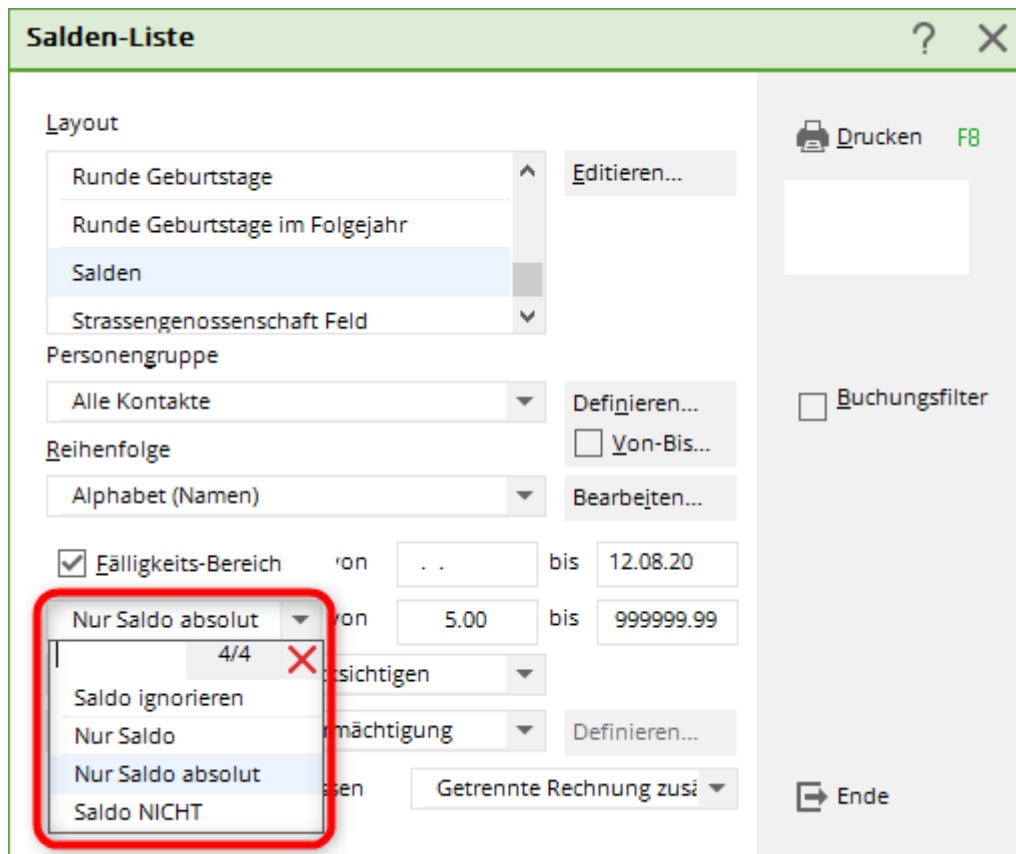 Salden-Liste ?
Layout
Runde Geburtstage
Runde Geburtstage im Folgejahr
Salden
Strassengenossenschaft Feld
Editieren...
Drucken F8
Personengruppe
Alle Kontakte
Definieren...
Von-Bis...
Buchungsfilter
Reihenfolge
Alphabet (Namen)
Bearbeiten...
Fälligkeits-Bereich von . . bis 12.08.20
Nur Saldo absolut von 5.00 bis 999999.99
4/4
Saldo ignorieren
Nur Saldo
Nur Saldo absolut
Saldo NICHT
Definieren...
Getrennte Rechnung
Ende